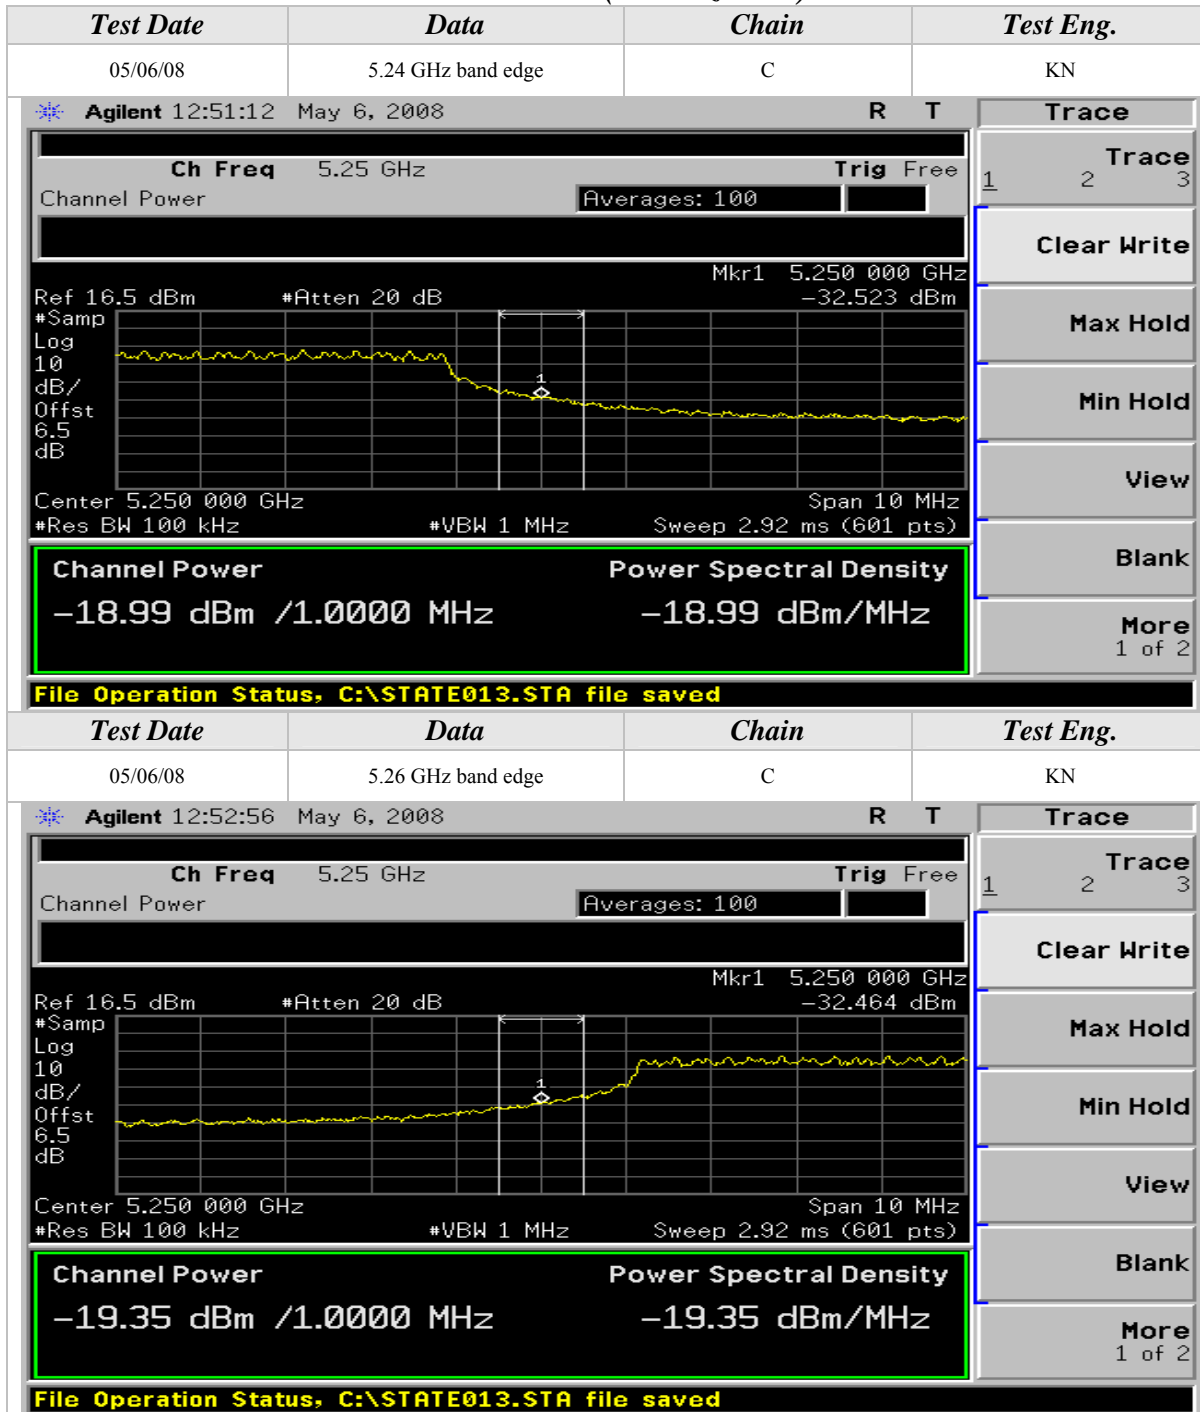 Test Date Data Chain Test Eng.
05/06/08 5.24 GHz band edge C KN
Agilent 12:51:12 May 6, 2008 R T Trace
Ch Freq 5.25 GHz Trig Free
Channel Power Averages: 100
Trace
1 2 3
Clear Write
Mkr1 5.250 000 GHz
Ref 16.5 dBm #Atten 20 dB -32.523 dBm
#Samp
Log
10
dB/
Offst
6.5
dB
1
Max Hold
Min Hold
View
Center 5.250 000 GHz Span 10 MHz
#Res BW 100 kHz #VBW 1 MHz Sweep 2.92 ms (601 pts)
Blank
Channel Power Power Spectral Density
-18.99 dBm /1.0000 MHz -18.99 dBm/MHz
More
1 of 2
File Operation Status, C:\STATE013.STA file saved
Test Date Data Chain Test Eng.
05/06/08 5.26 GHz band edge C KN
Agilent 12:52:56 May 6, 2008 R T Trace
Ch Freq 5.25 GHz Trig Free
Channel Power Averages: 100
Trace
1 2 3
Clear Write
Mkr1 5.250 000 GHz
Ref 16.5 dBm #Atten 20 dB -32.464 dBm
#Samp
Log
10
dB/
Offst
6.5
dB
1
Max Hold
Min Hold
View
Center 5.250 000 GHz Span 10 MHz
#Res BW 100 kHz #VBW 1 MHz Sweep 2.92 ms (601 pts)
Blank
Channel Power Power Spectral Density
-19.35 dBm /1.0000 MHz -19.35 dBm/MHz
More
1 of 2
File Operation Status, C:\STATE013.STA file saved